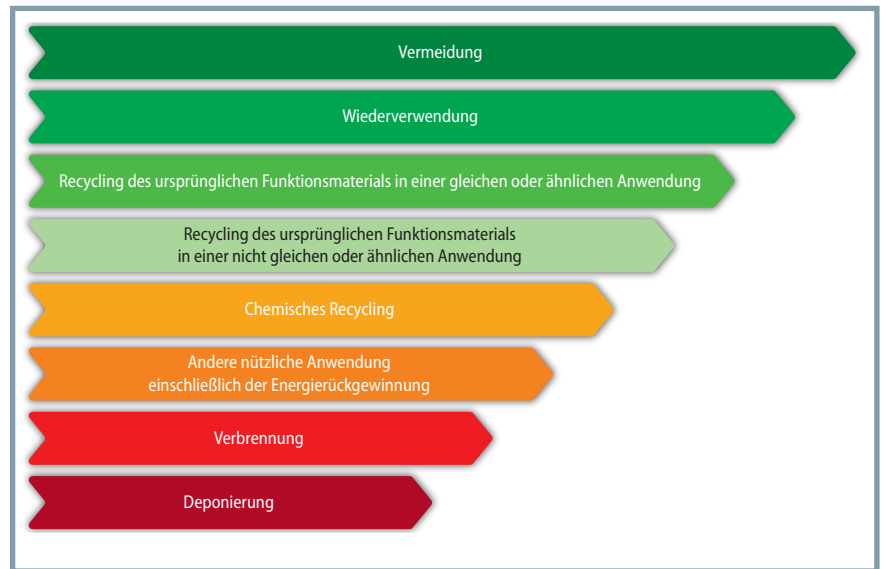 Vermeidung
Wiederverwendung
Recycling des ursprünglichen Funktionsmaterials in einer gleichen oder ähnlichen Anwendung
Recycling des ursprünglichen Funktionsmaterials
in einer nicht gleichen oder ähnlichen Anwendung
Chemisches Recycling
Andere nützliche Anwendung
einschließlich der Energierückgewinnung
Verbrennung
Deponierung